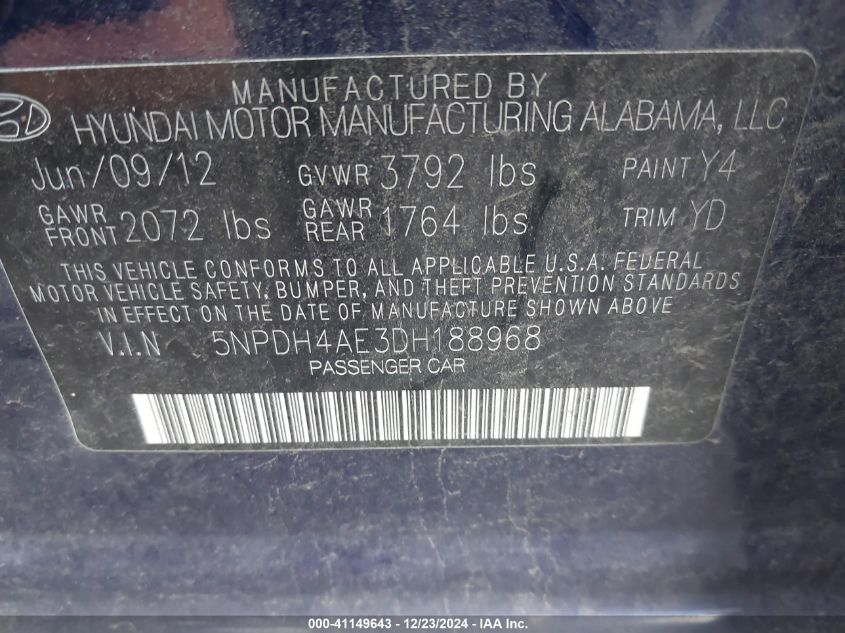 MANUFACTURED BY
HYUNDAI MOTOR MANUFACTURING ALABAMA, LLC
Jun/09/12 GVWR 3792 lbs PAINT Y4
GAWR FRONT 2072 lbs GAWR REAR 1764 lbs TRIM YD
THIS VEHICLE CONFORMS TO ALL APPLICABLE U.S.A. FEDERAL
MOTOR VEHICLE SAFETY, BUMPER, AND THEFT PREVENTION STANDARDS
IN EFFECT ON THE DATE OF MANUFACTURE SHOWN ABOVE
V.I.N 5NPDH4AE3DH188968
PASSENGER CAR
000-41149643 - 12/23/2024 - IAA Inc.